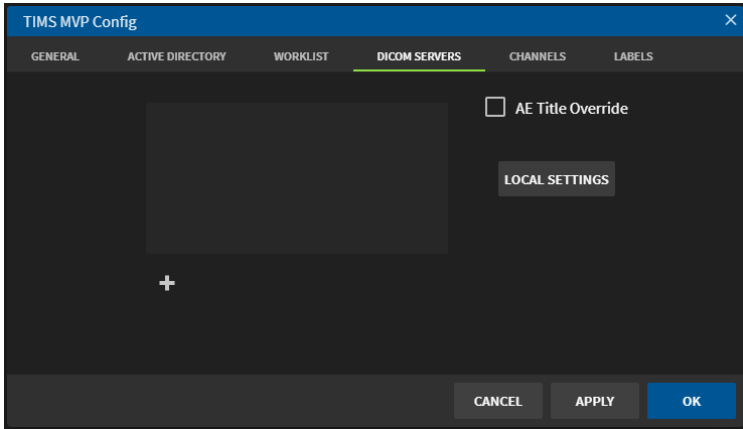 TIMS MVP Config
GENERAL ACTIVE DIRECTORY WORKLIST DICOM SERVERS CHANNELS LABELS
AE Title Override
LOCAL SETTINGS
CANCEL APPLY OK